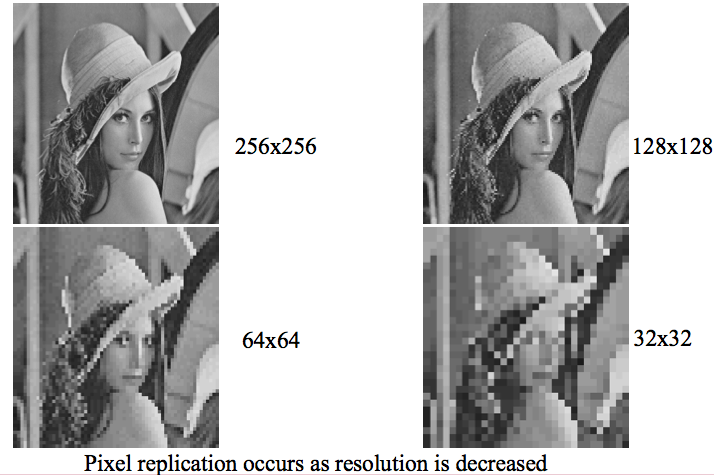 256x256
128x128
64x64
32x32
Pixel replication occurs as resolution is decreased